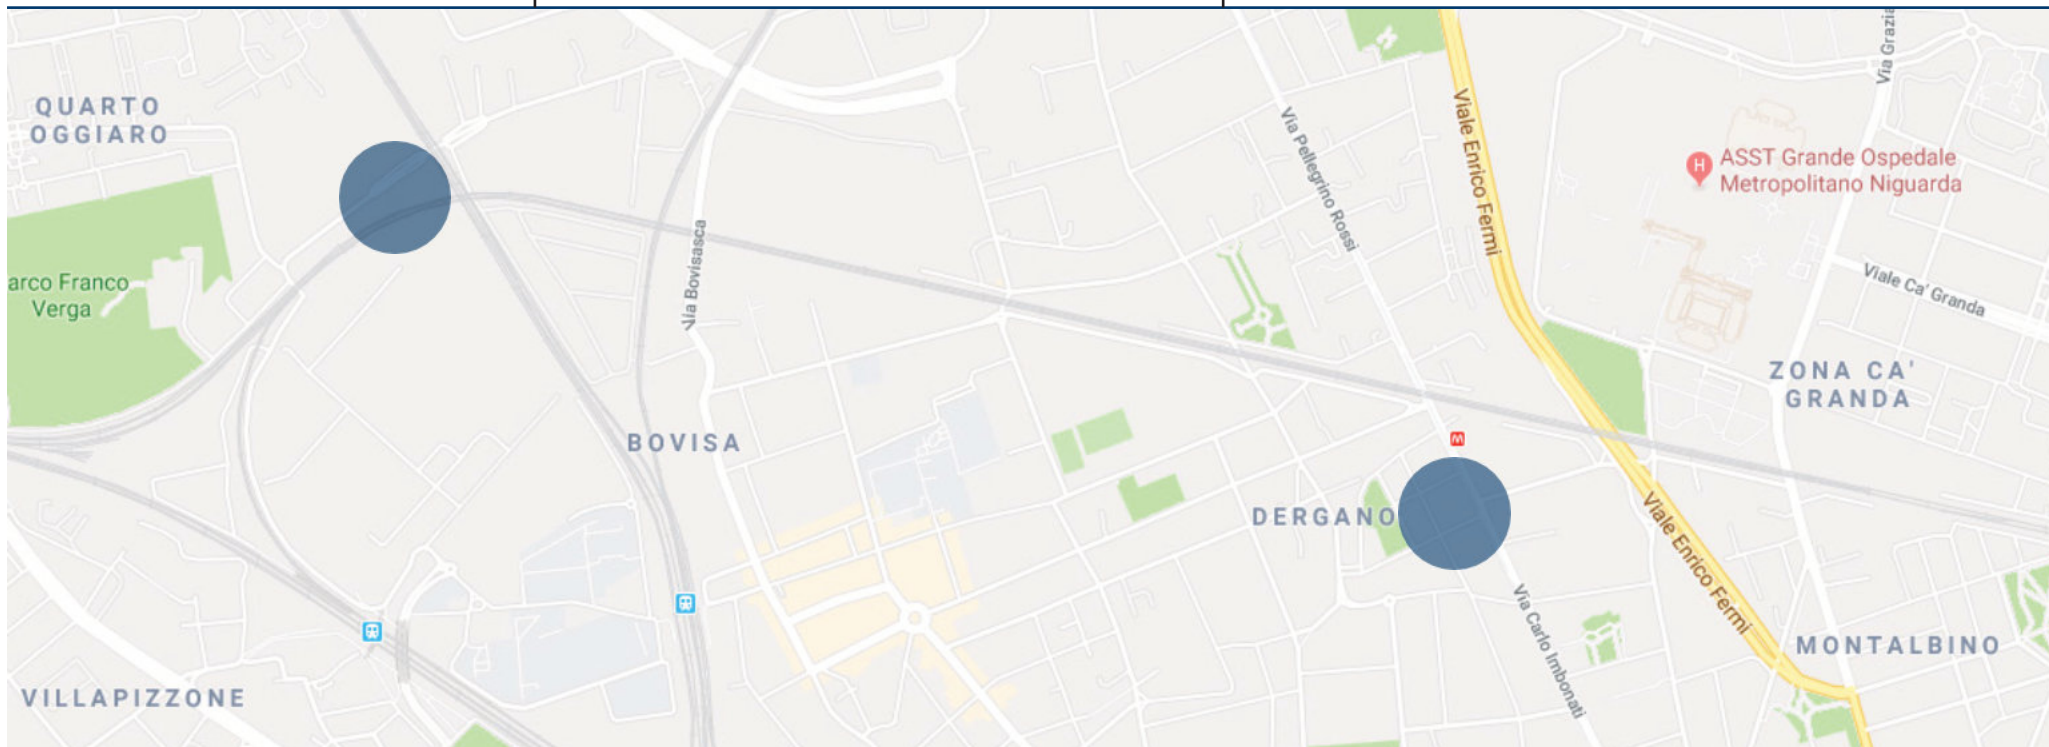 QUARTO
OGGIARO
arco Franco
Verga
VILLAPIZZONE
BOVISA
Via Bovisasca
DERGANO
Via Pellegrino Rossi
Viale Enrico Fermi
Via Grazia
H
ASST Grande Ospedale
Metropolitano Niguarda
Viale Ca' Granda
ZONA CA'
GRANDA
M
Viale Enrico Fermi
Via Carlo Imbonati
MONTALBINO